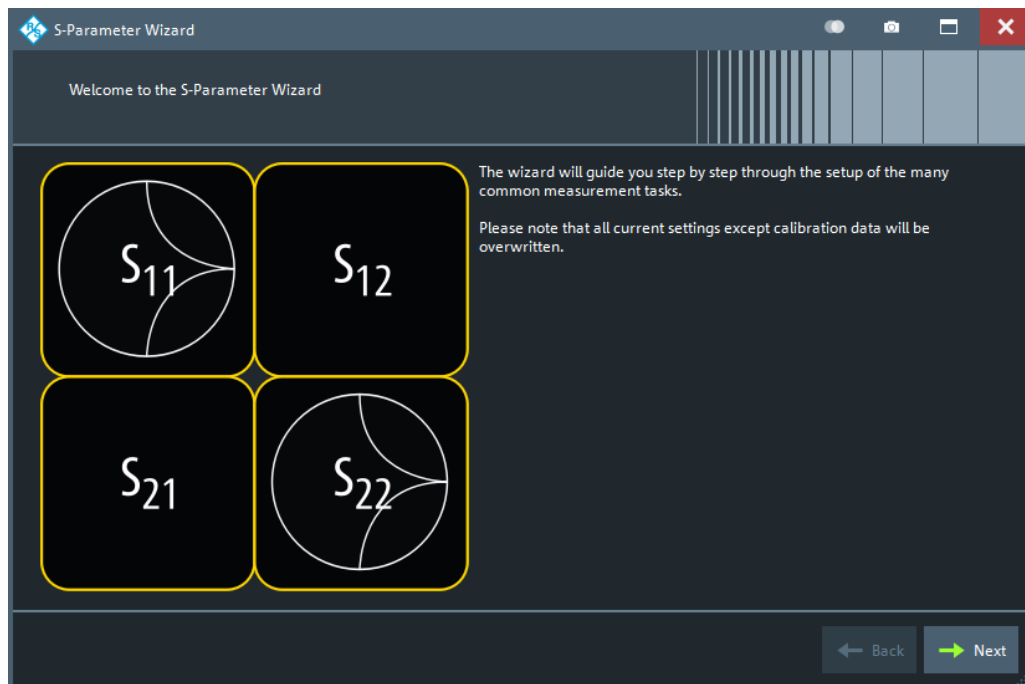 S-Parameter Wizard
Welcome to the S-Parameter Wizard
The wizard will guide you step by step through the setup of the many
common measurement tasks.
Please note that all current settings except calibration data will be
overwritten.
S11
S12
S21
S22
Back
Next